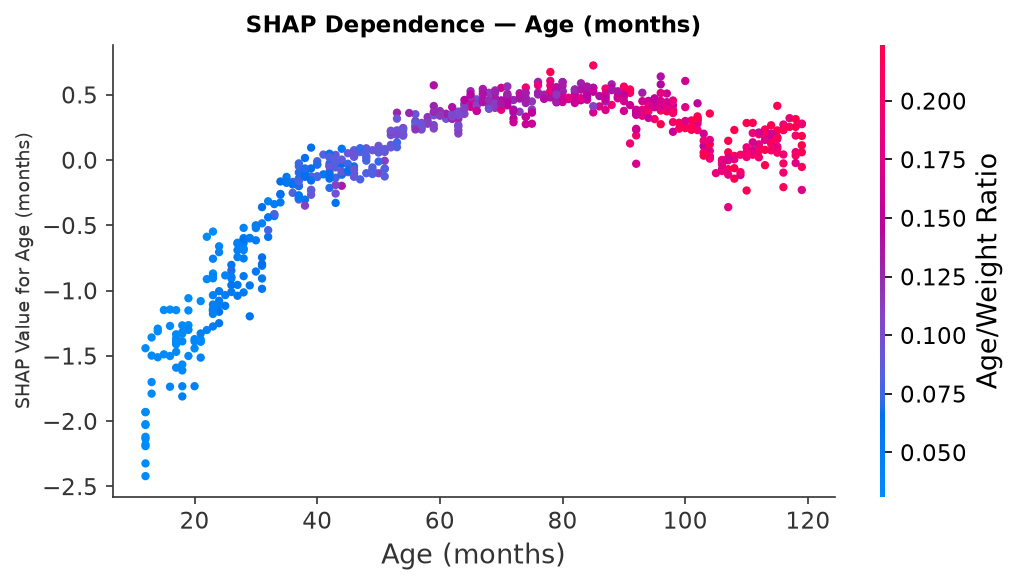 SHAP Dependence — Age (months)
SHAP Value for Age (months)
0.5
0.0
−0.5
−1.0
−1.5
−2.0
−2.5
20 40 60 80 100 120
Age (months)
0.200
0.175
0.150
0.125
0.100
0.075
0.050
Age/Weight Ratio